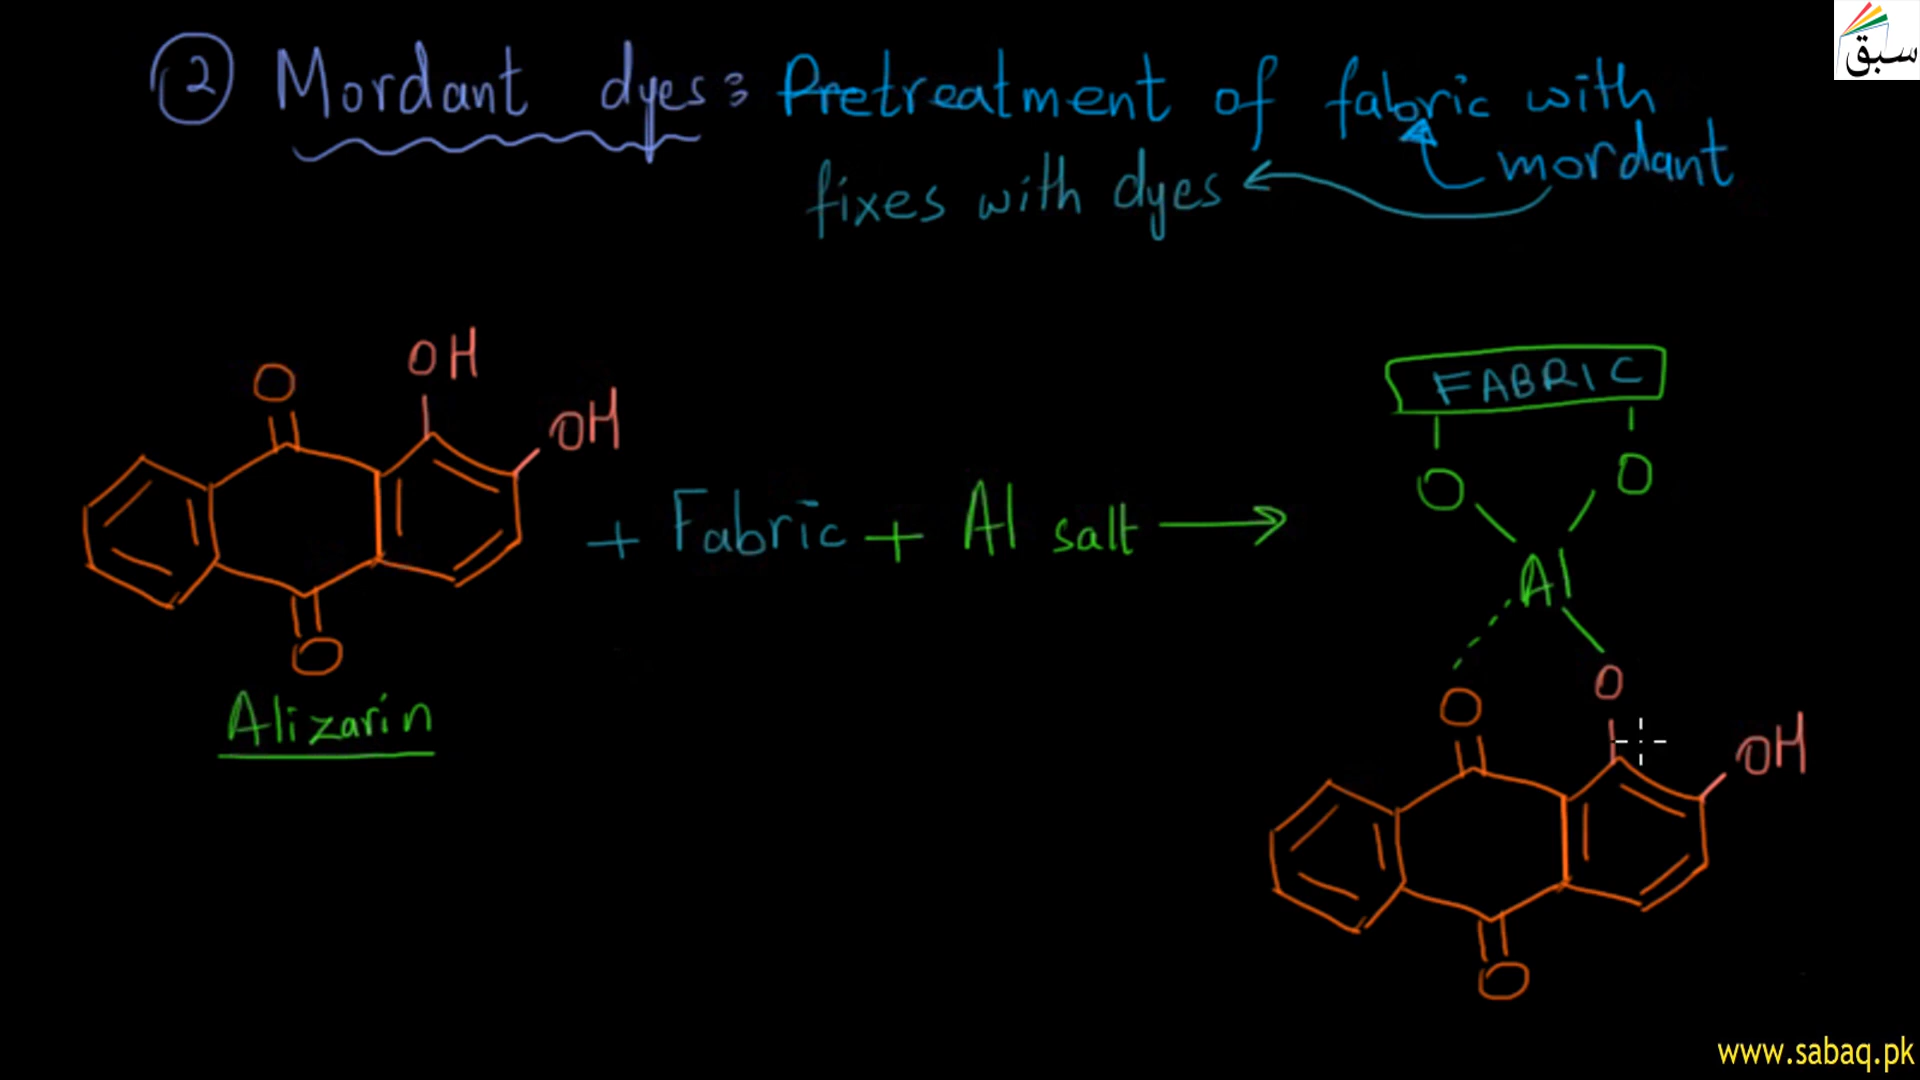 سبق
2 Mordant dyes: Pretreatment of fabric with
mordant
fixes with dyes
OH
O
OH
FABRIC
O O
+ Fabric + Al salt →
Al
O
Alizarin
O
O
OH
O
www.sabaq.pk